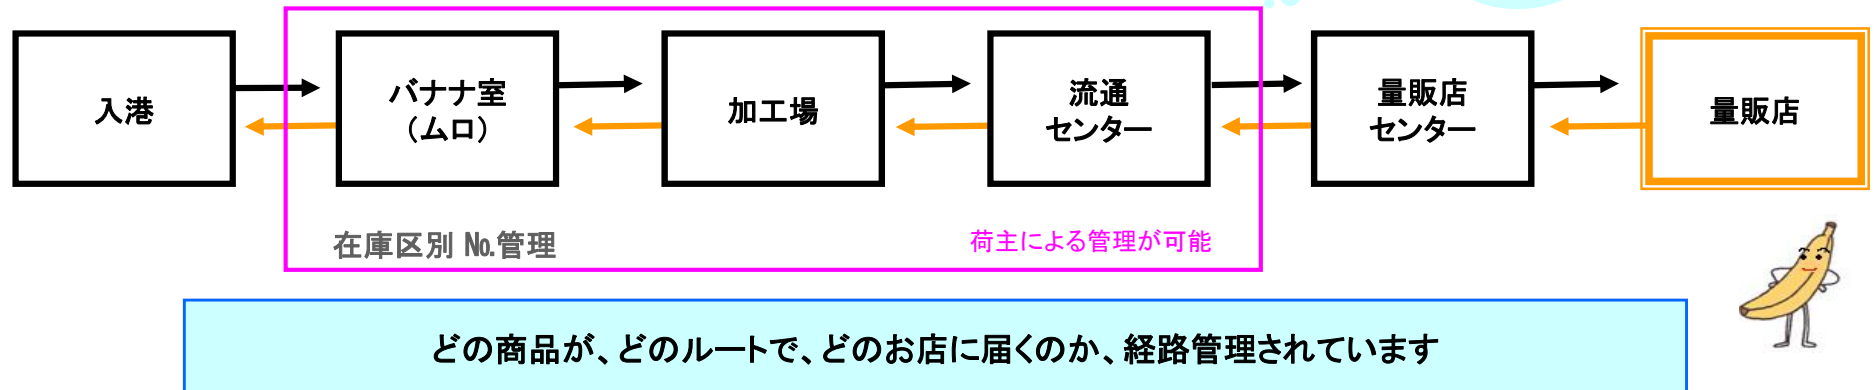 入港
バナナ室
（ムロ）
加工場
流通
センター
量販店
センター
量販店
在庫区別 No.管理
荷主による管理が可能
どの商品が、どのルートで、どのお店に届くのか、経路管理されています